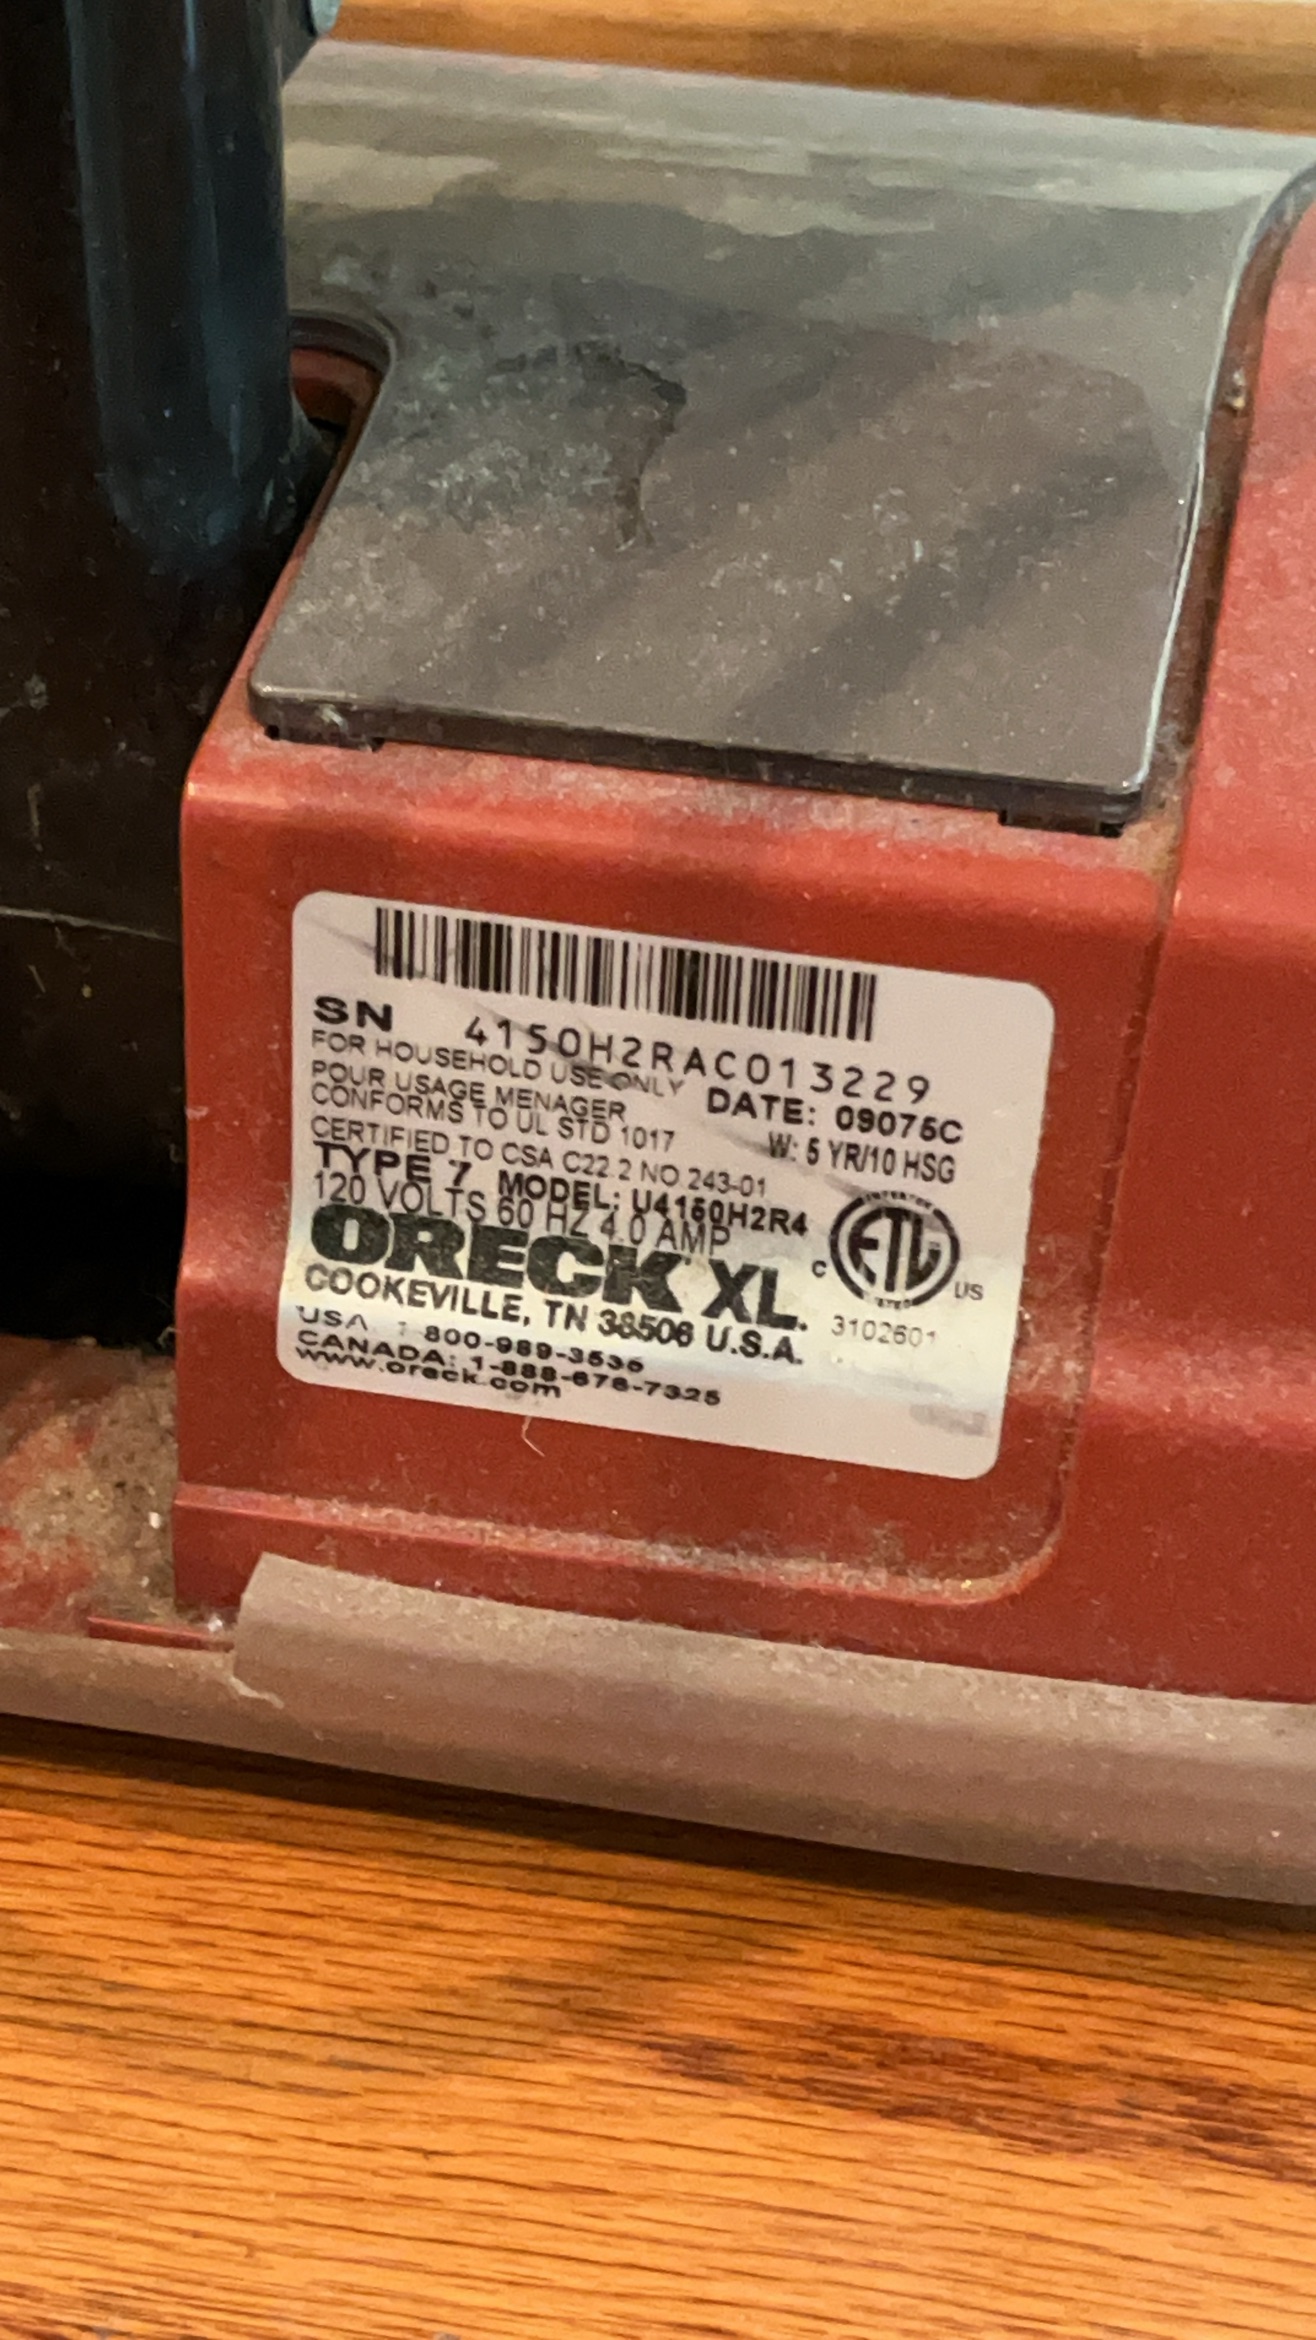 SN 4150H2RAC013229
FOR HOUSEHOLD USE ONLY DATE: 09075C
POUR USAGE MENAGER
CONFORMS TO UL STD 1017 W: 5 YR/10 HSG
CERTIFIED TO CSA C22.2 NO 243-01
TYPE 7 MODEL: U4150H2R4
120 VOLTS 60 HZ 4.0 AMP
ORECK XL.
COOKEVILLE, TN 38506 U.S.A.
USA 1 800-989-3535
CANADA: 1-888-676-7325
www.oreck.com
INTERTEK
ETL
LISTED
C US
3102601